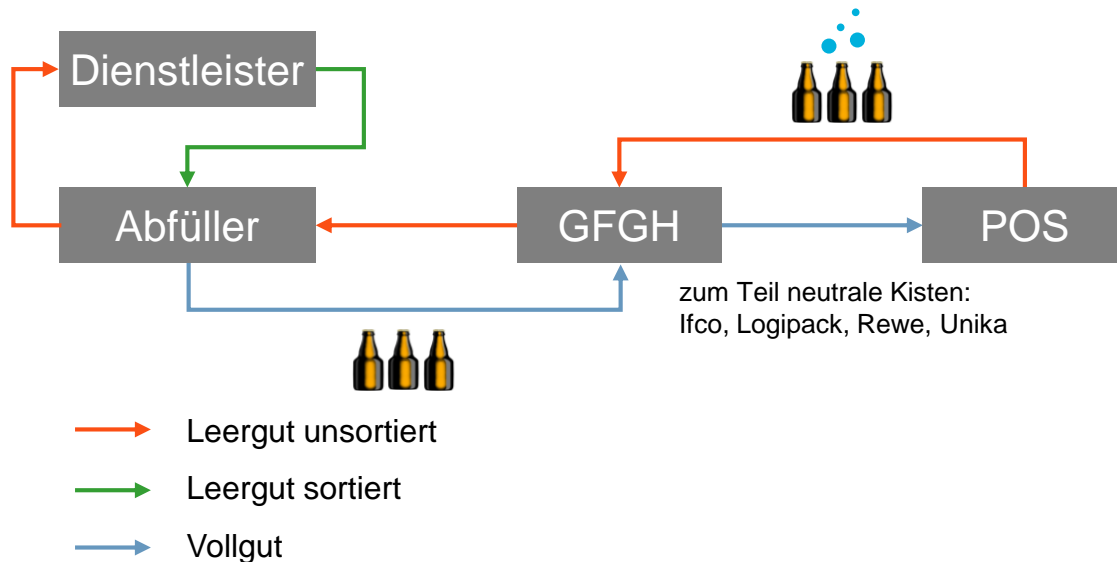 Dienstleister
Abfüller
GFGH
POS
zum Teil neutrale Kisten:
Ifco, Logipack, Rewe, Unika
Leergut unsortiert
Leergut sortiert
Vollgut